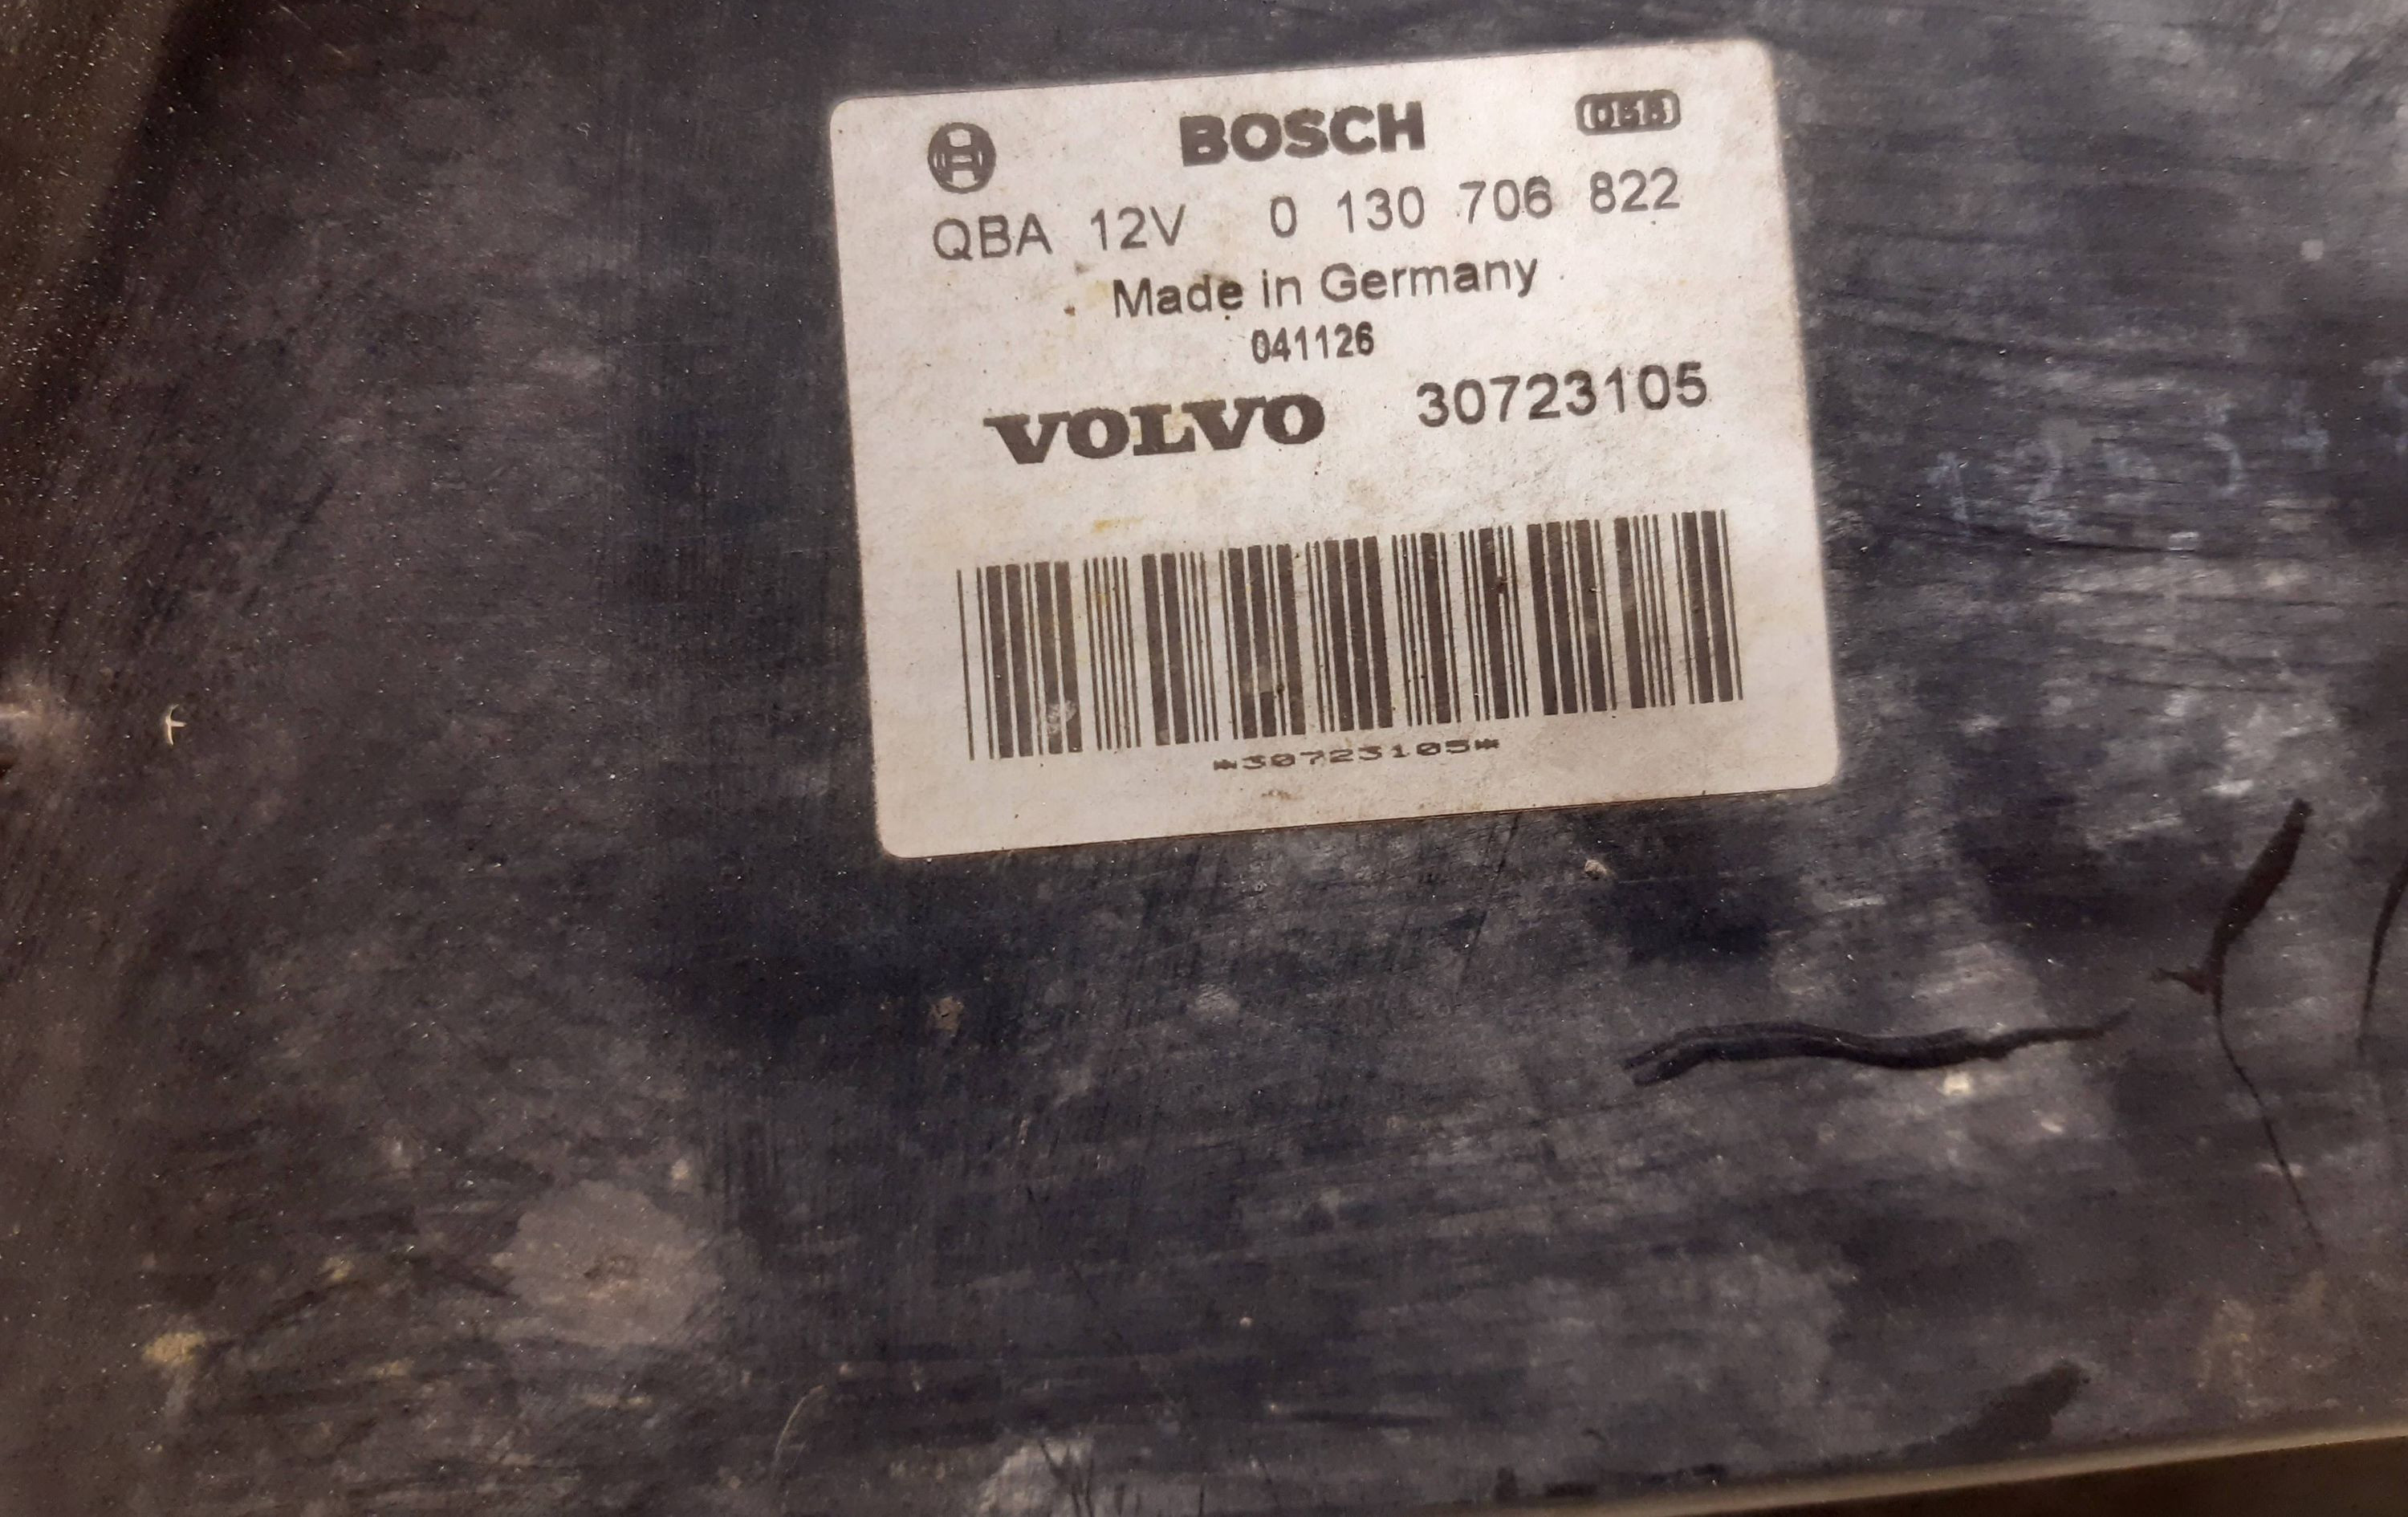 BOSCH
QBA 12V 0 130 706 822
Made in Germany
041126
VOLVO 30723105
*30723105*